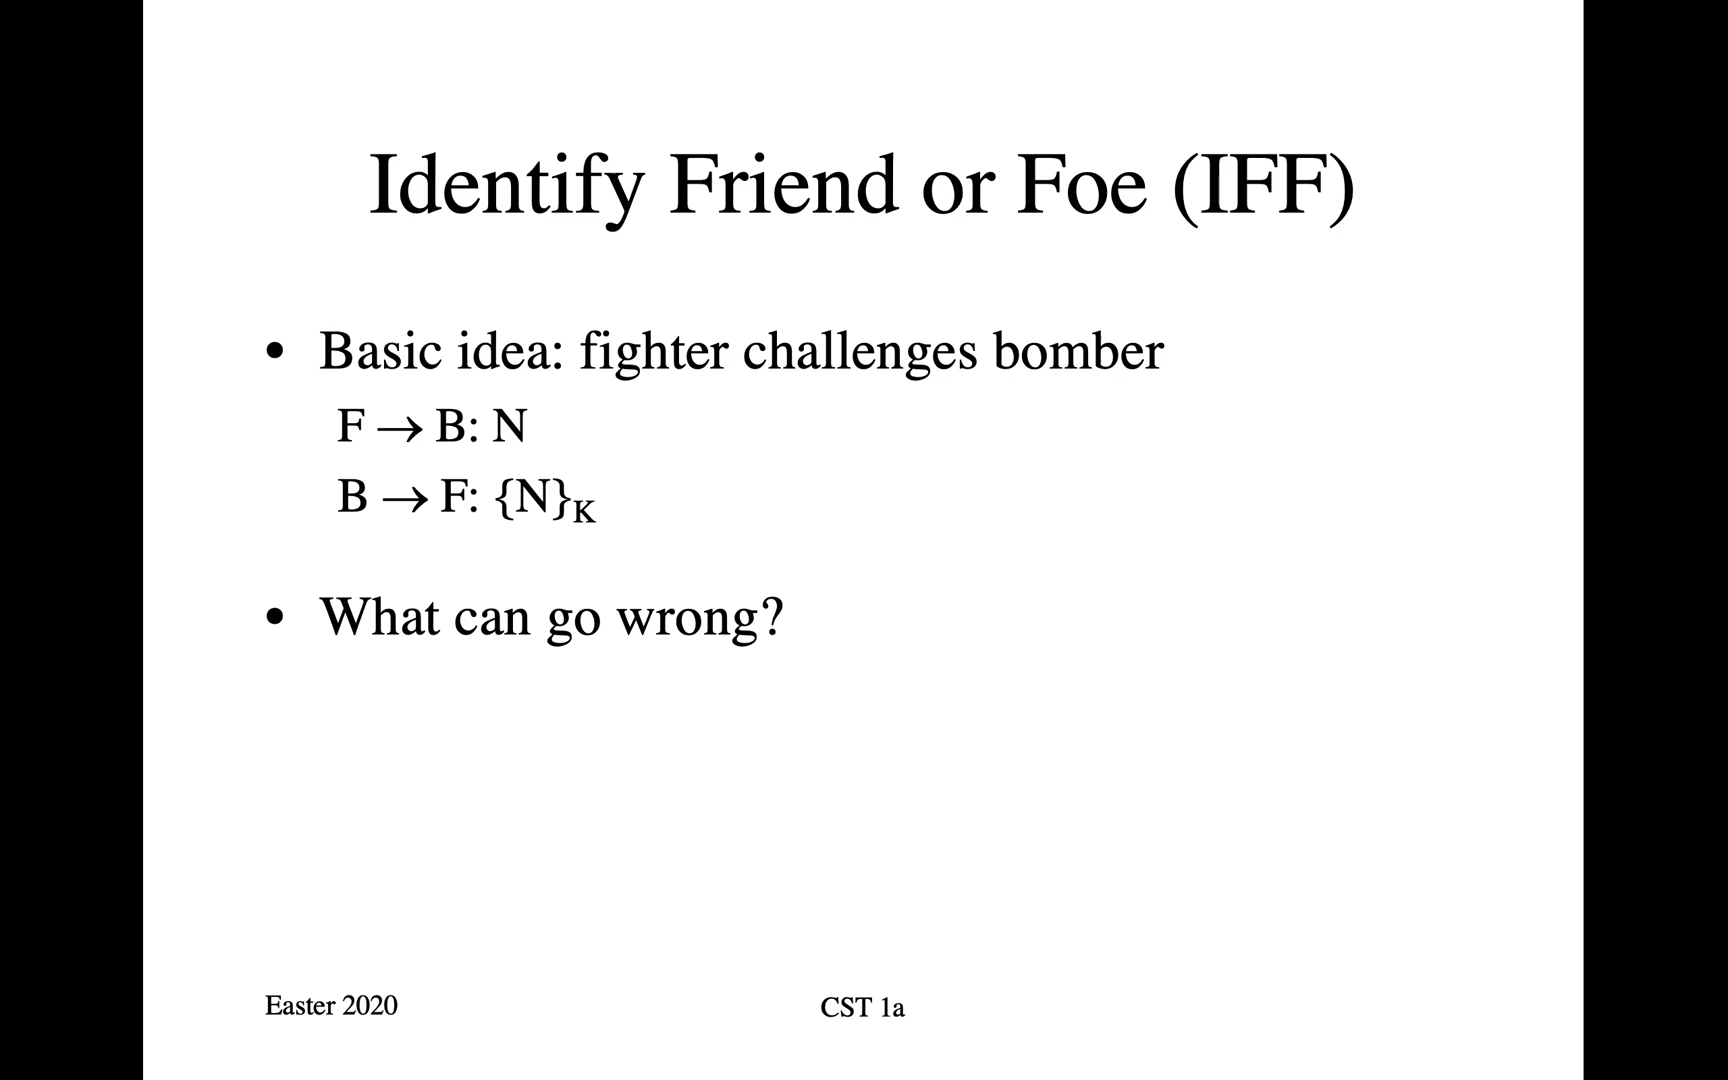 Identify Friend or Foe (IFF)
• Basic idea: fighter challenges bomber
F → B: N
B → F: {N}K
• What can go wrong?
Easter 2020
CST 1a